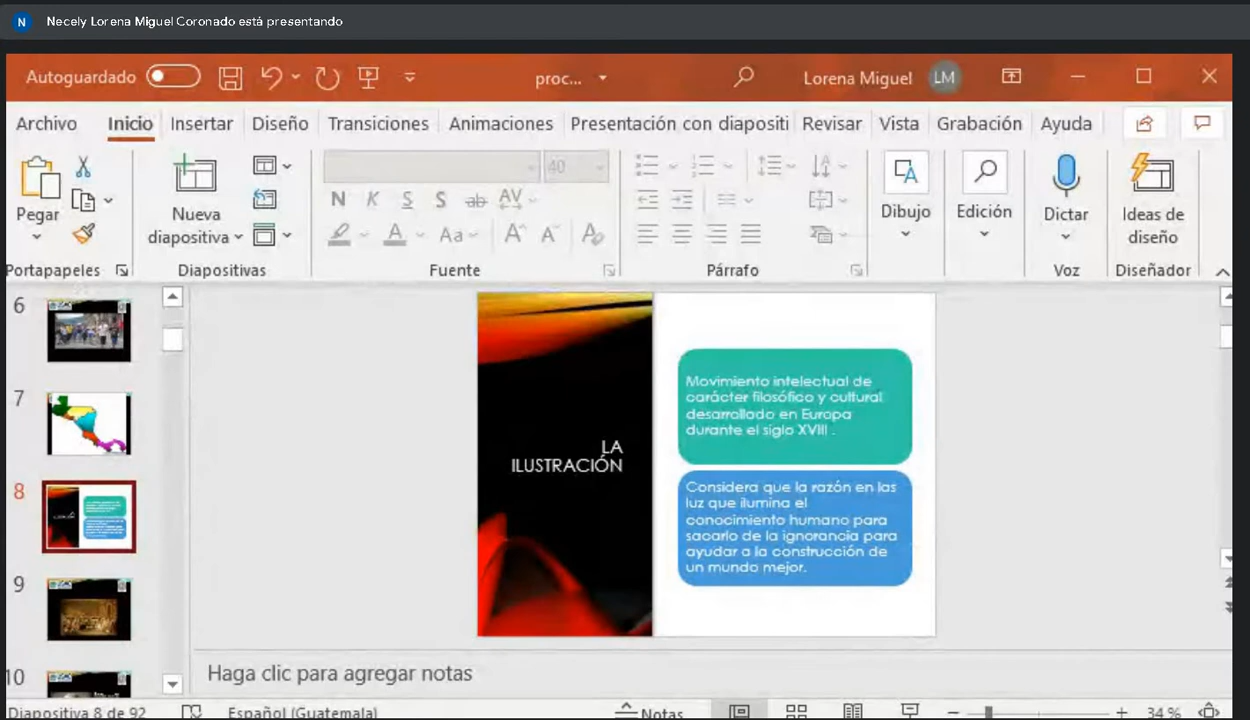 N Necely Lorena Miguel Coronado está presentando
Autoguardado proc... Lorena Miguel LM
Archivo Inicio Insertar Diseño Transiciones Animaciones Presentación con diapositi Revisar Vista Grabación Ayuda
40
N K S S ab AV
Pegar Nueva Dibujo Edición Dictar Ideas de
diapositiva Aa A A A diseño
Portapapeles Diapositivas Fuente Párrafo Voz Diseñador
6
7
8
9
10
LA
ILUSTRACIÓN
Movimiento intelectual de
carácter filosófico y cultural
desarrollado en Europa
durante el siglo XVIII .
Considera que la razón en las
luz que ilumina el
conocimiento humano para
sacarlo de la ignorancia para
ayudar a la construcción de
un mundo mejor.
Haga clic para agregar notas
Diapositiva 8 de 92 Español (Guatemala) Notas 34 %